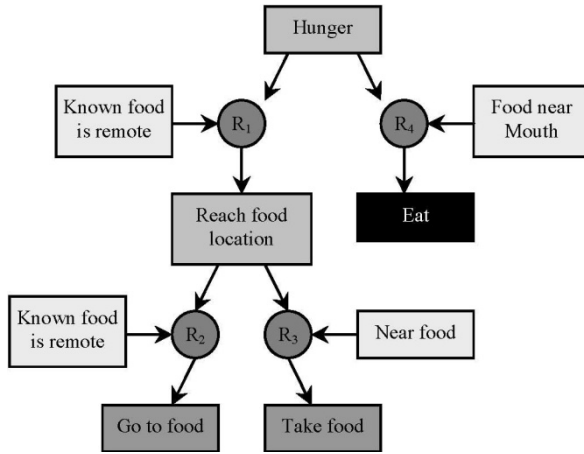 Hunger
Known food
is remote
R1
R4
Food near
Mouth
Reach food
location
Eat
Known food
is remote
R2
R3
Near food
Go to food
Take food